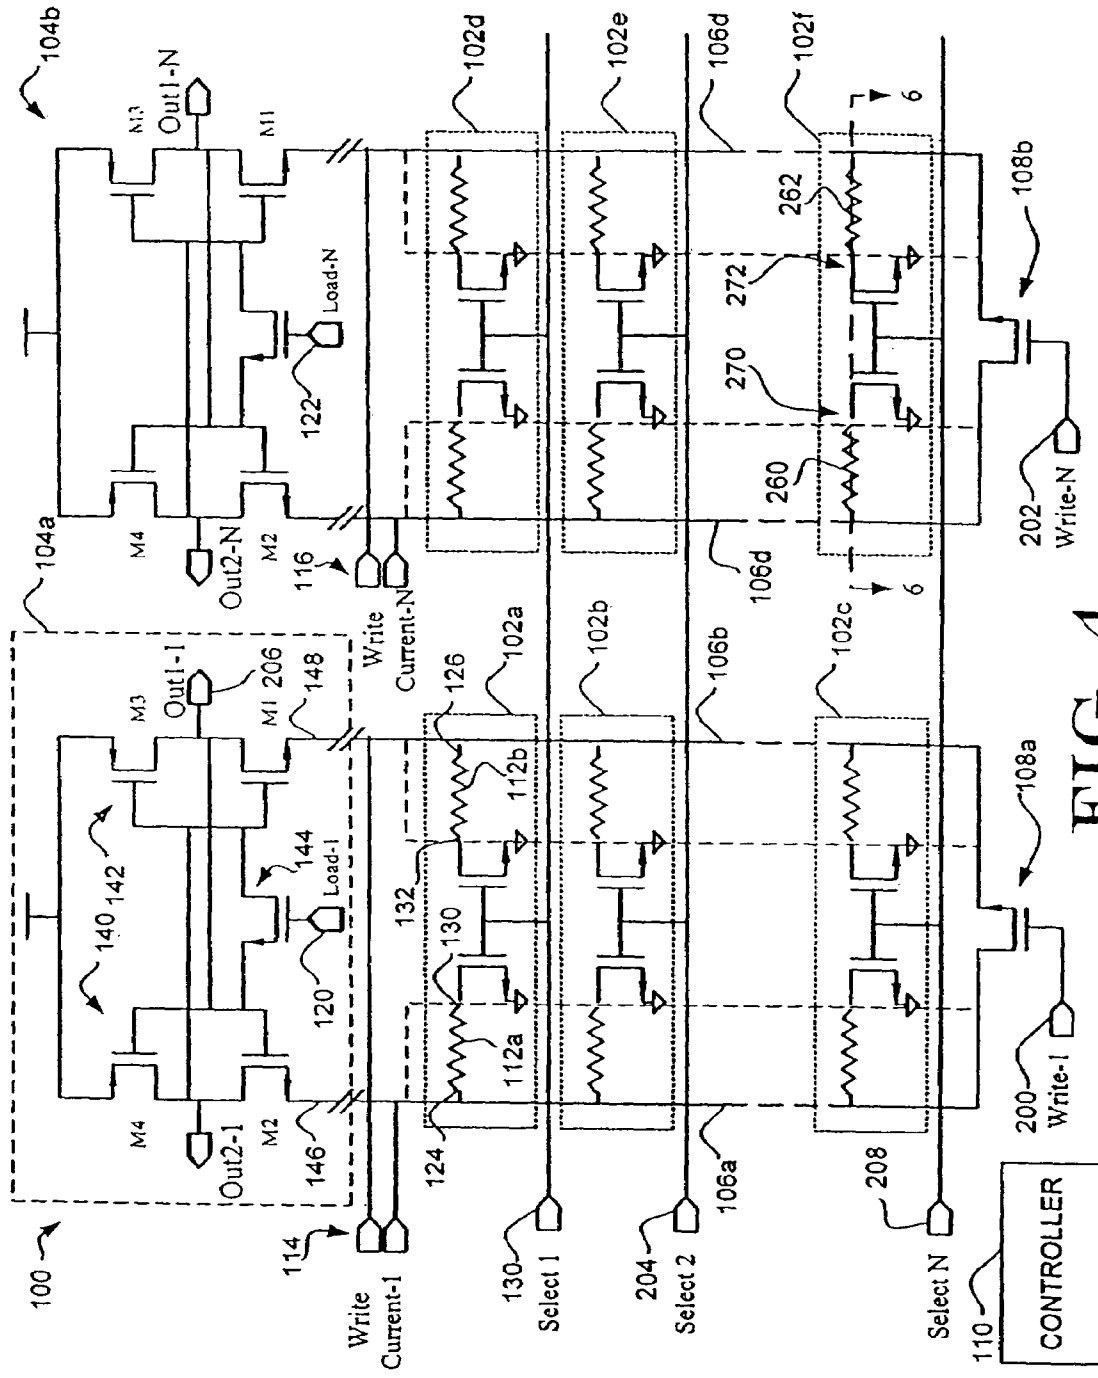 100
104a
104b
140
142
144
M4
M3
M4
M3
Out2-1
Out1-1
206
Out2-N
Out1-N
M2
M1
M2
M1
146
148
120
Load-1
122
Load-N
114
Write
Current-1
116
Write
Current-N
102a
102d
124
112a
130
132
112b
126
130
Select 1
102b
102e
204
Select 2
106a
106b
106d
106d
102c
102f
260
270
272
262
6
6
208
Select N
108a
108b
200
Write-1
202
Write-N
110
CONTROLLER
FIG. 4